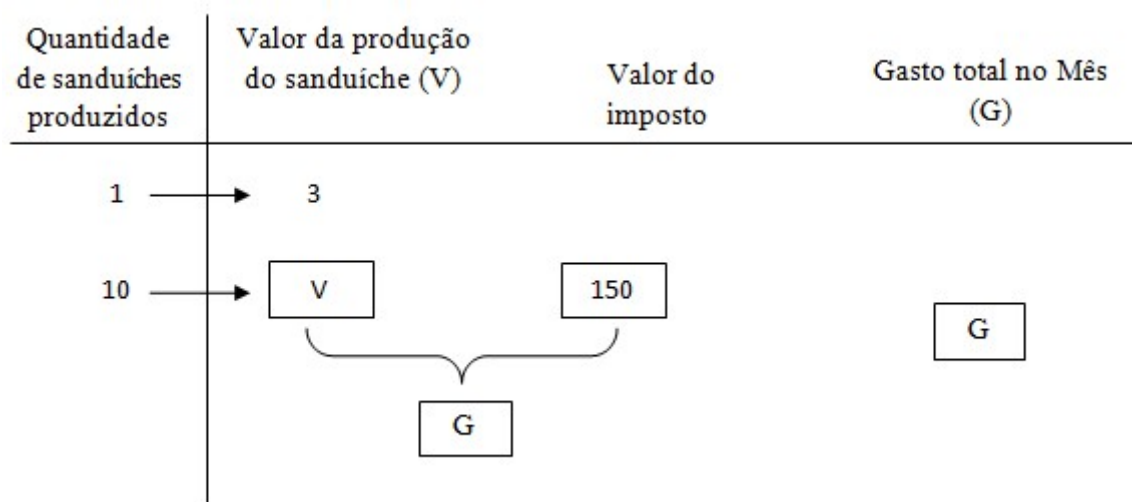 Quantidade
de sanduíches
produzidos
Valor da produção
do sanduíche (V)
Valor do
imposto
Gasto total no Mês
(G)
1
3
10
V
150
G
G